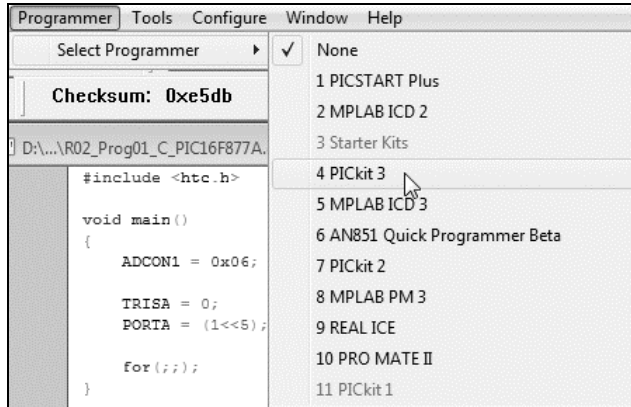 Programmer Tools Configure Window Help
Select Programmer
✓ None
1 PICSTART Plus
Checksum: 0xe5db
2 MPLAB ICD 2
3 Starter Kits
D:\...\R02_Prog01_C_PIC16F877A.
4 PICkit 3
#include <htc.h>
5 MPLAB ICD 3
void main()
6 AN851 Quick Programmer Beta
{
ADCON1 = 0x06;
7 PICkit 2
TRISA = 0;
8 MPLAB PM 3
PORTA = (1<<5);
9 REAL ICE
for(;;);
10 PRO MATE II
}
11 PICkit 1